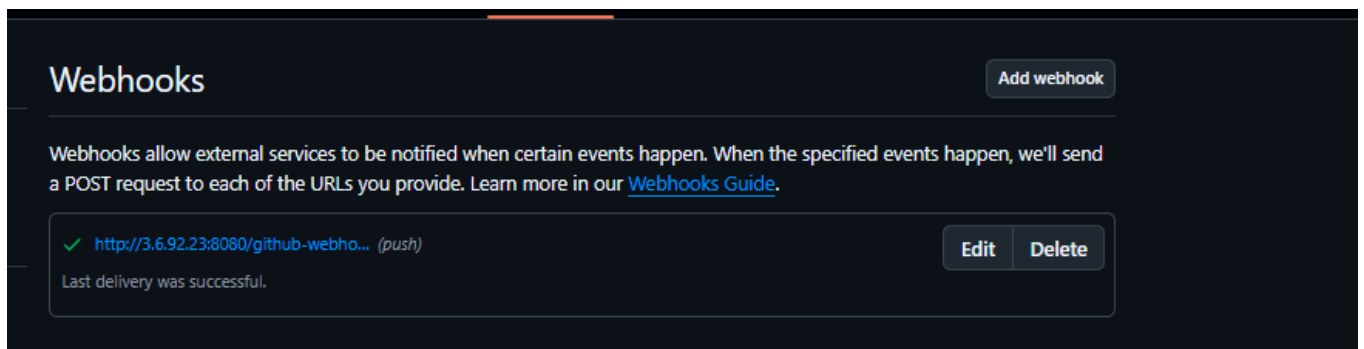 Webhooks
Add webhook
Webhooks allow external services to be notified when certain events happen. When the specified events happen, we'll send
a POST request to each of the URLs you provide. Learn more in our Webhooks Guide.
http://3.6.92.23:8080/github-webho... (push)
Edit
Delete
Last delivery was successful.